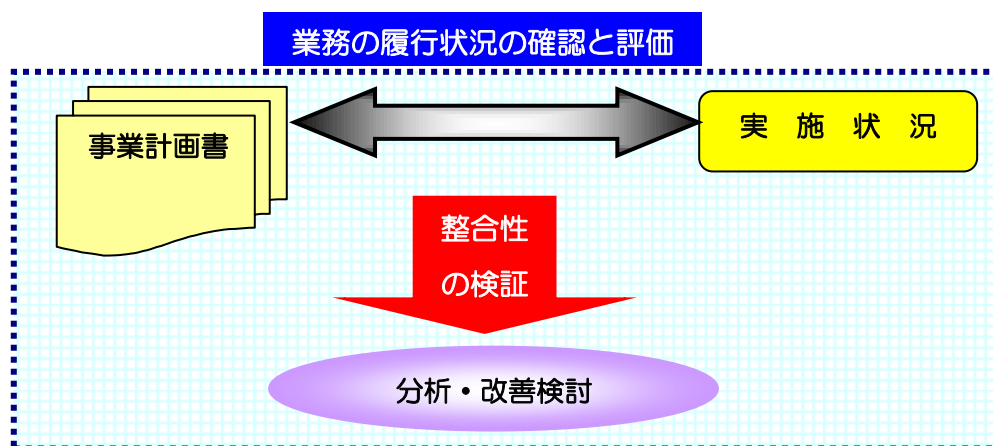 業務の履行状況の確認と評価
事業計画書
実　施　状　況
整合性
の検証
分析・改善検討